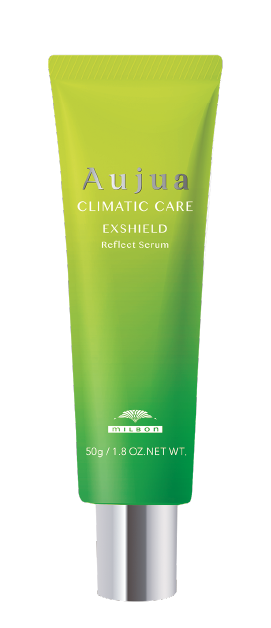 Aujua
CLIMATIC CARE
EXSHIELD
Reflect Serum
MILBON
50g / 1.8 OZ.NET WT.